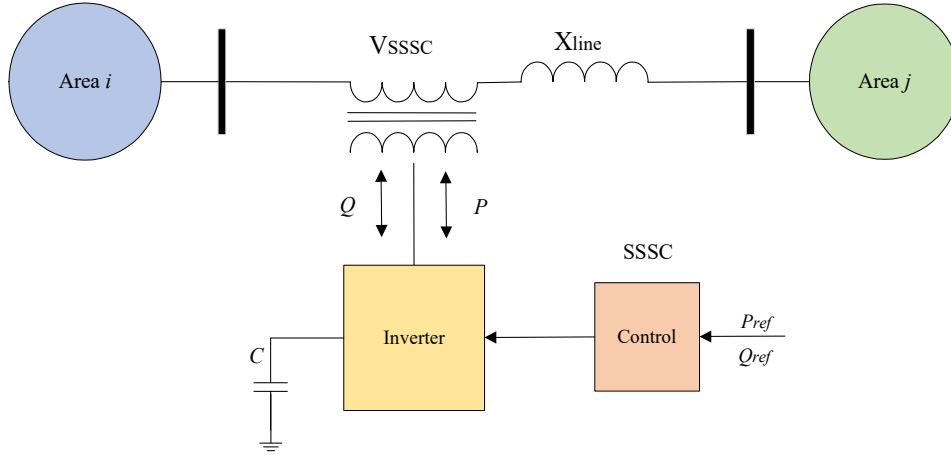 VSSSC
Xline
Area i
Area j
Q
P
SSSC
Pref
Inverter
Control
Qref
C